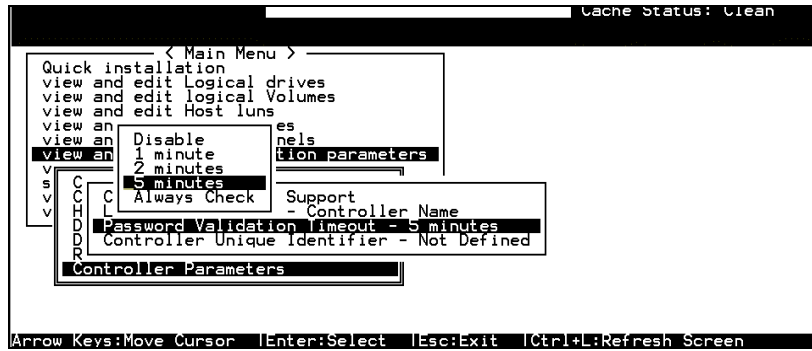 Cache Status: Clean
< Main Menu >
Quick installation
view and edit Logical drives
view and edit logical Volumes
view and edit Host luns
view an es
view an Disable nels
view an 1 minute tion parameters
v 2 minutes
s C 5 minutes
v C C Always Check Support
v H L - Controller Name
D Password Validation Timeout - 5 minutes
D Controller Unique Identifier - Not Defined
R
Controller Parameters
Arrow Keys:Move Cursor |Enter:Select |Esc:Exit |Ctrl+L:Refresh Screen